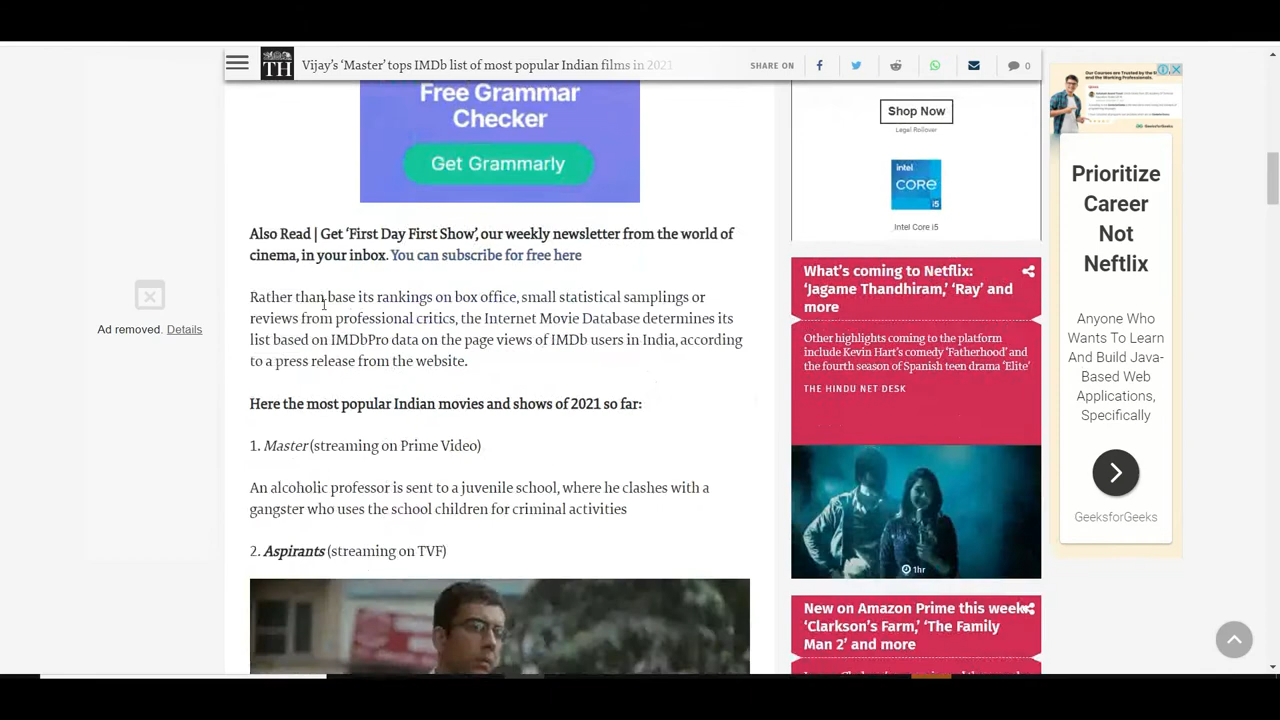 TH
Vijay's 'Master' tops IMDb list of most popular Indian films in 2021
SHARE ON
0
Free Grammar
Checker
Get Grammarly
Also Read | Get 'First Day First Show', our weekly newsletter from the world of
cinema, in your inbox. You can subscribe for free here
Rather than base its rankings on box office, small statistical samplings or
reviews from professional critics, the Internet Movie Database determines its
list based on IMDbPro data on the page views of IMDb users in India, according
to a press release from the website.
Here the most popular Indian movies and shows of 2021 so far:
1. Master (streaming on Prime Video)
An alcoholic professor is sent to a juvenile school, where he clashes with a
gangster who uses the school children for criminal activities
2. Aspirants (streaming on TVF)
Ad removed. Details
Shop Now
Legal Rollover
intel
CORE
i5
Intel Core i5
What's coming to Netflix:
'Jagame Thandhiram,' 'Ray' and
more
Other highlights coming to the platform
include Kevin Hart's comedy 'Fatherhood' and
the fourth season of Spanish teen drama 'Elite'
THE HINDU NET DESK
1hr
New on Amazon Prime this week:
'Clarkson's Farm,' 'The Family
Man 2' and more
and the Working Professionals.
GeeksforGeeks
Prioritize
Career
Not
Neftlix
Anyone Who
Wants To Learn
And Build Java-
Based Web
Applications,
Specifically
GeeksforGeeks